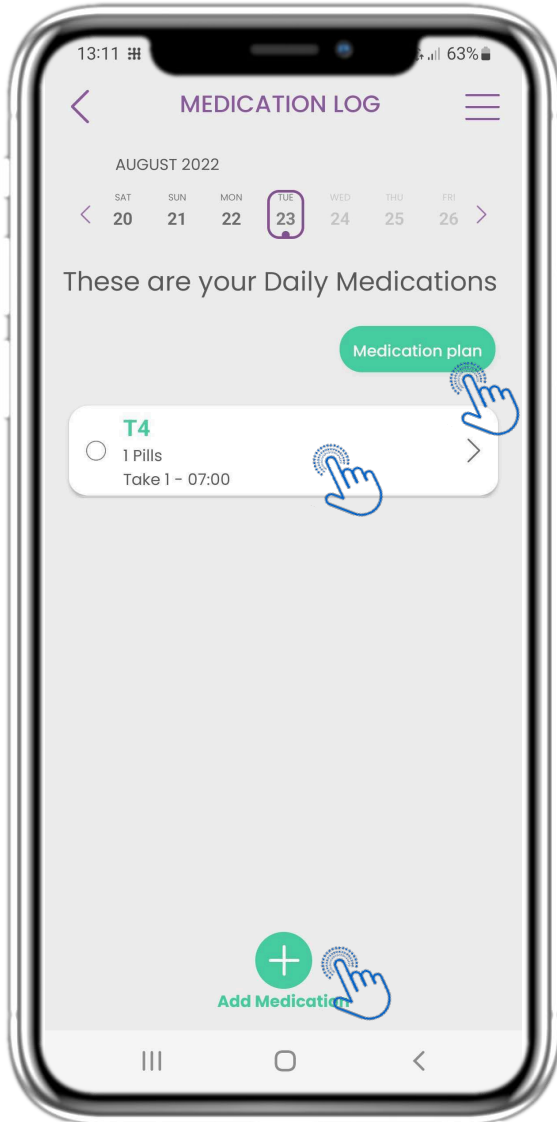 13:11 63%
MEDICATION LOG
AUGUST 2022
SAT SUN MON TUE WED THU FRI
20 21 22 23 24 25 26
These are your Daily Medications
Medication plan
T4
1 Pills
Take 1 - 07:00
Add Medication